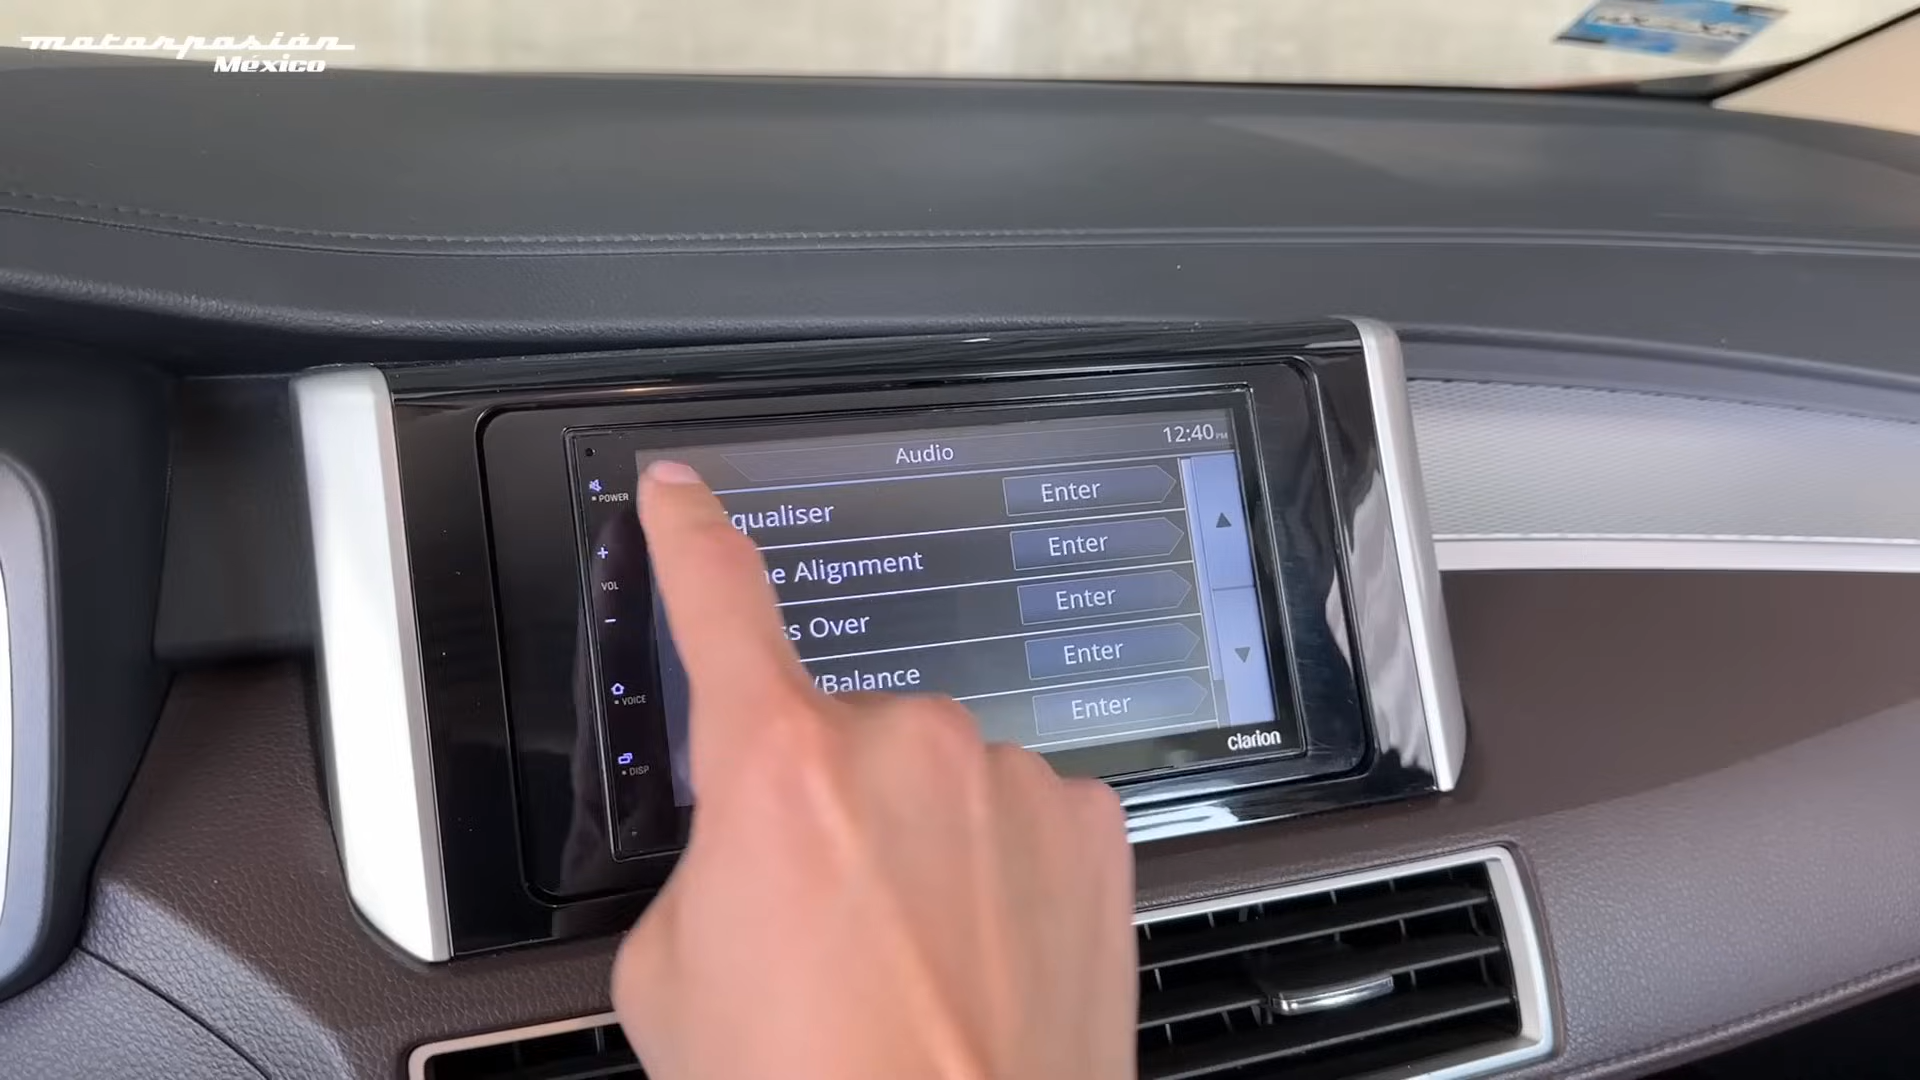 motorpasión
México
12:40 PM
Audio
POWER
qualiser
Enter
e Alignment
Enter
VOL
s Over
Enter
/Balance
Enter
VOICE
Enter
DISP
clarion